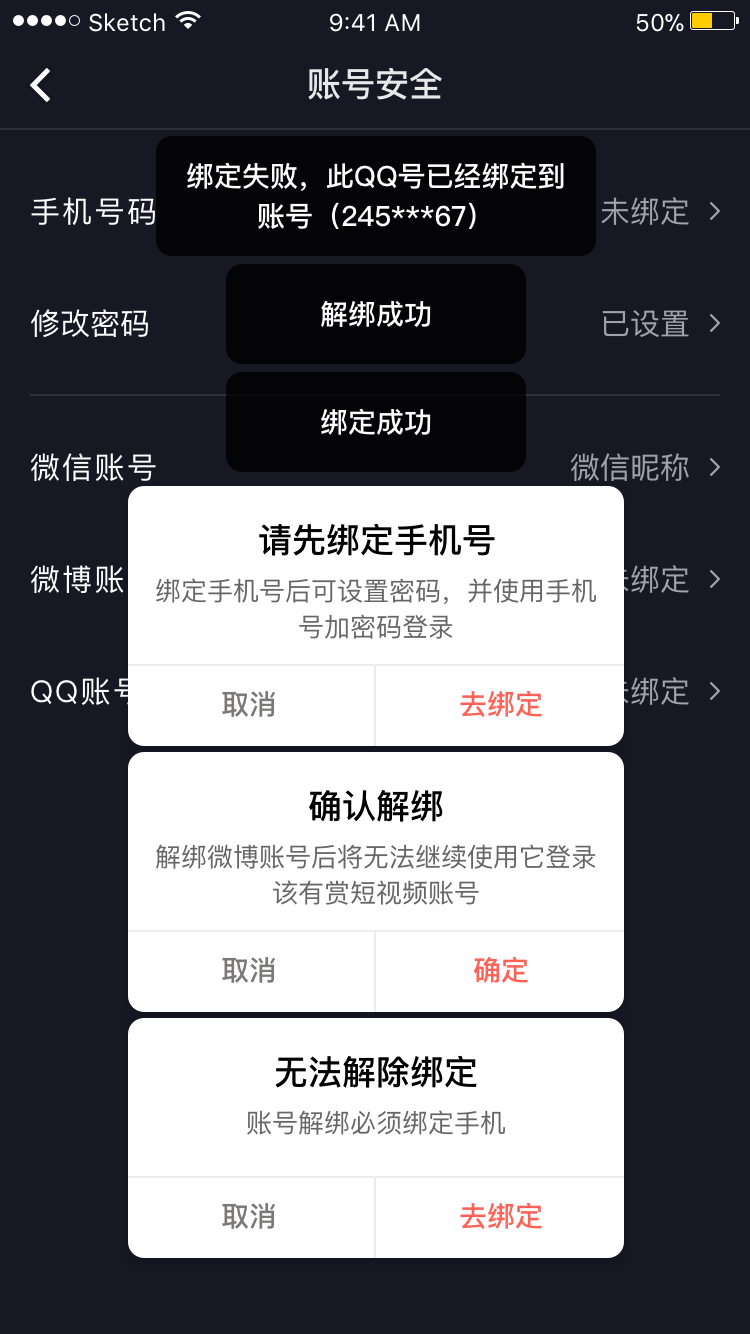 Sketch 9:41 AM 50%
账号安全
绑定失败，此QQ号已经绑定到
账号（245***67）
手机号码 未绑定
解绑成功
修改密码 已设置
绑定成功
微信账号 微信昵称
请先绑定手机号
绑定手机号后可设置密码，并使用手机
号加密码登录
微博账 绑定
QQ账号 绑定
取消 去绑定
确认解绑
解绑微博账号后将无法继续使用它登录
该有赏短视频账号
取消 确定
无法解除绑定
账号解绑必须绑定手机
取消 去绑定